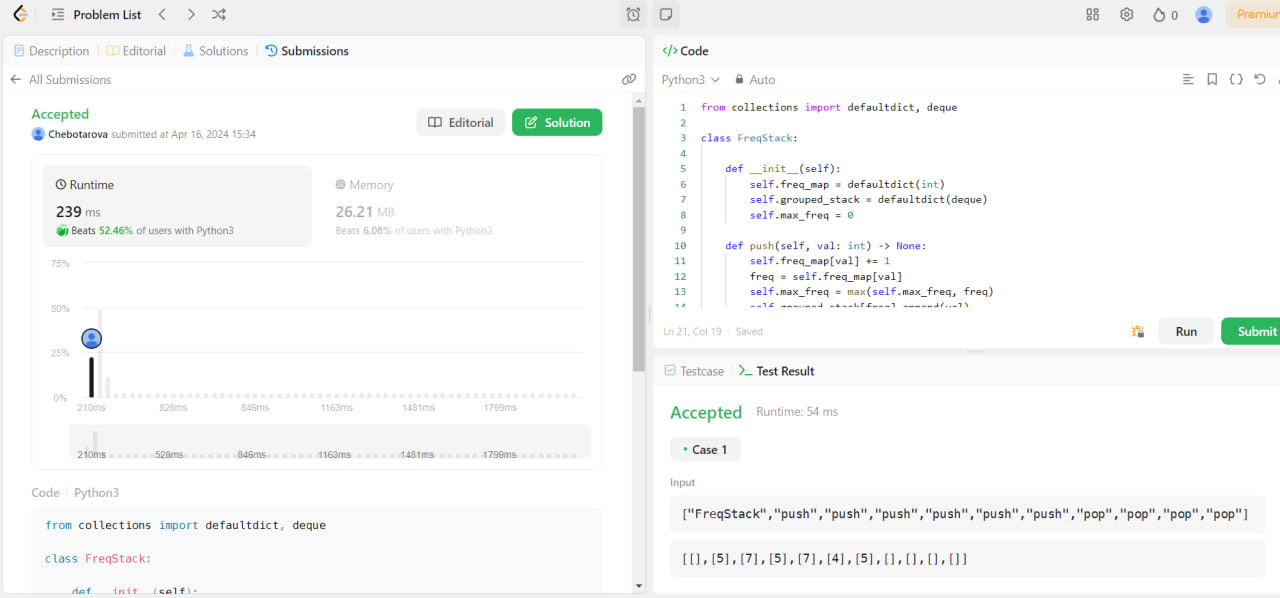 Problem List
0
Premium
Description
Editorial
Solutions
Submissions
All Submissions
Accepted
Chebotarova submitted at Apr 16, 2024 15:34
Editorial
Solution
Runtime
239 ms
Beats 52.46% of users with Python3
Memory
26.21 MB
Beats 6.08% of users with Python3
75%
50%
25%
0%
210ms 528ms 846ms 1163ms 1481ms 1799ms
210ms 528ms 846ms 1163ms 1481ms 1799ms
Code
Python3
from collections import defaultdict, deque
class FreqStack:
def __init__(self):
Code
Python3
Auto
1 from collections import defaultdict, deque
2
3 class FreqStack:
4
5 def __init__(self):
6 self.freq_map = defaultdict(int)
7 self.grouped_stack = defaultdict(deque)
8 self.max_freq = 0
9
10 def push(self, val: int) -> None:
11 self.freq_map[val] += 1
12 freq = self.freq_map[val]
13 self.max_freq = max(self.max_freq, freq)
14 self.grouped_stack[freq].append(val)
Ln 21, Col 19
Saved
Run
Submit
Testcase
Test Result
Accepted
Runtime: 54 ms
• Case 1
Input
["FreqStack","push","push","push","push","push","push","pop","pop","pop","pop"]
[[],[5],[7],[5],[7],[4],[5],[],[],[],[]]